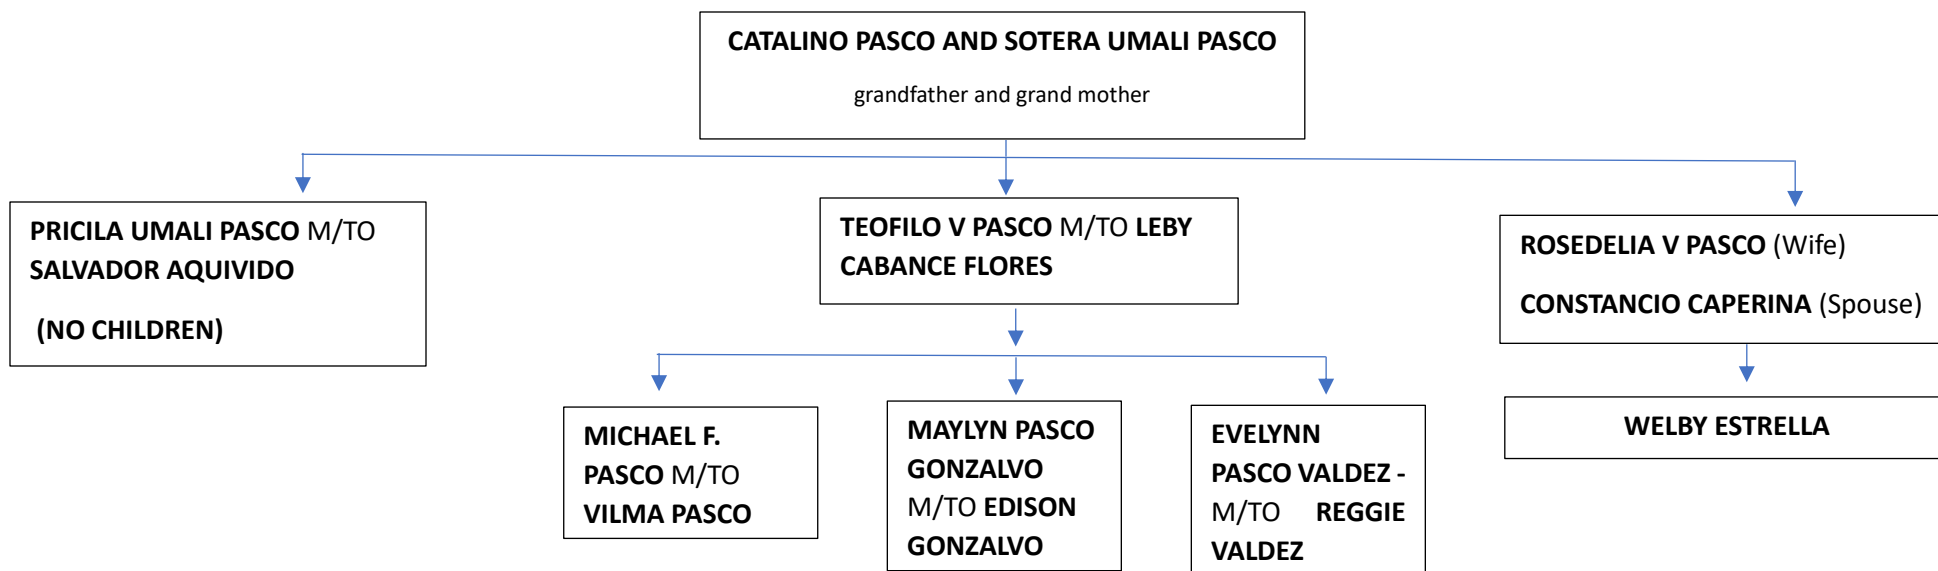 CATALINO PASCO AND SOTERA UMALI PASCO
grandfather and grand mother
PRICILA UMALI PASCO M/TO
SALVADOR AQUIVIDO
(NO CHILDREN)
TEOFILO V PASCO M/TO LEBY
CABANCE FLORES
ROSEDELIA V PASCO (Wife)
CONSTANCIO CAPERINA (Spouse)
MICHAEL F.
PASCO M/TO
VILMA PASCO
MAYLYN PASCO
GONZALVO
M/TO EDISON
GONZALVO
EVELYNN
PASCO VALDEZ -
M/TO REGGIE
VALDEZ
WELBY ESTRELLA